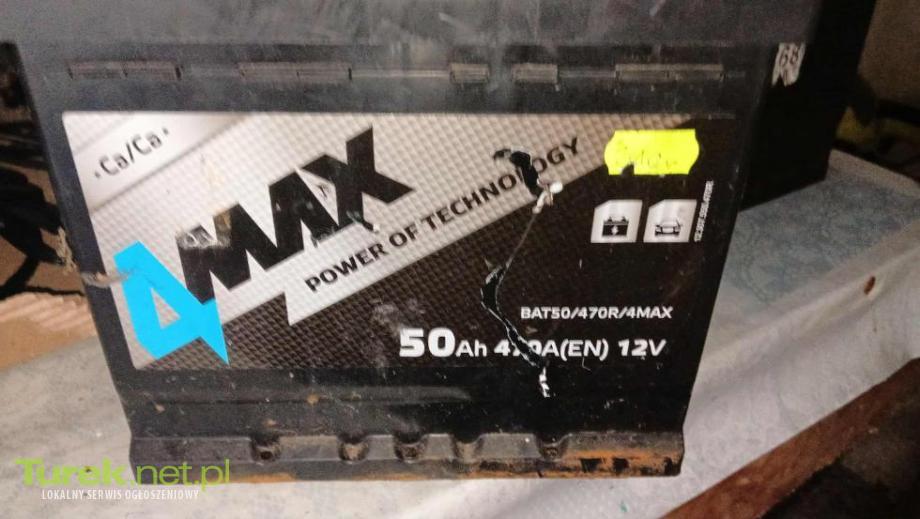 68
Ca/Ca
4MAX
POWER OF TECHNOLOGY
BAT50/470R/4MAX
50Ah 470A(EN) 12V
Turek.net.pl
LOKALNY SERWIS OGŁOSZENIOWY